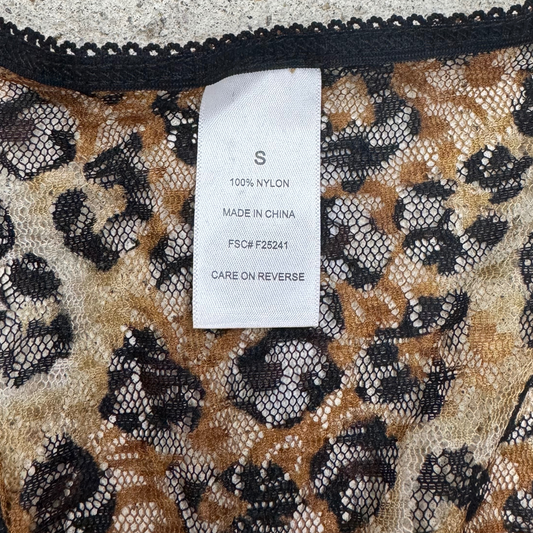 S
100% NYLON
MADE IN CHINA
FSC# F25241
CARE ON REVERSE